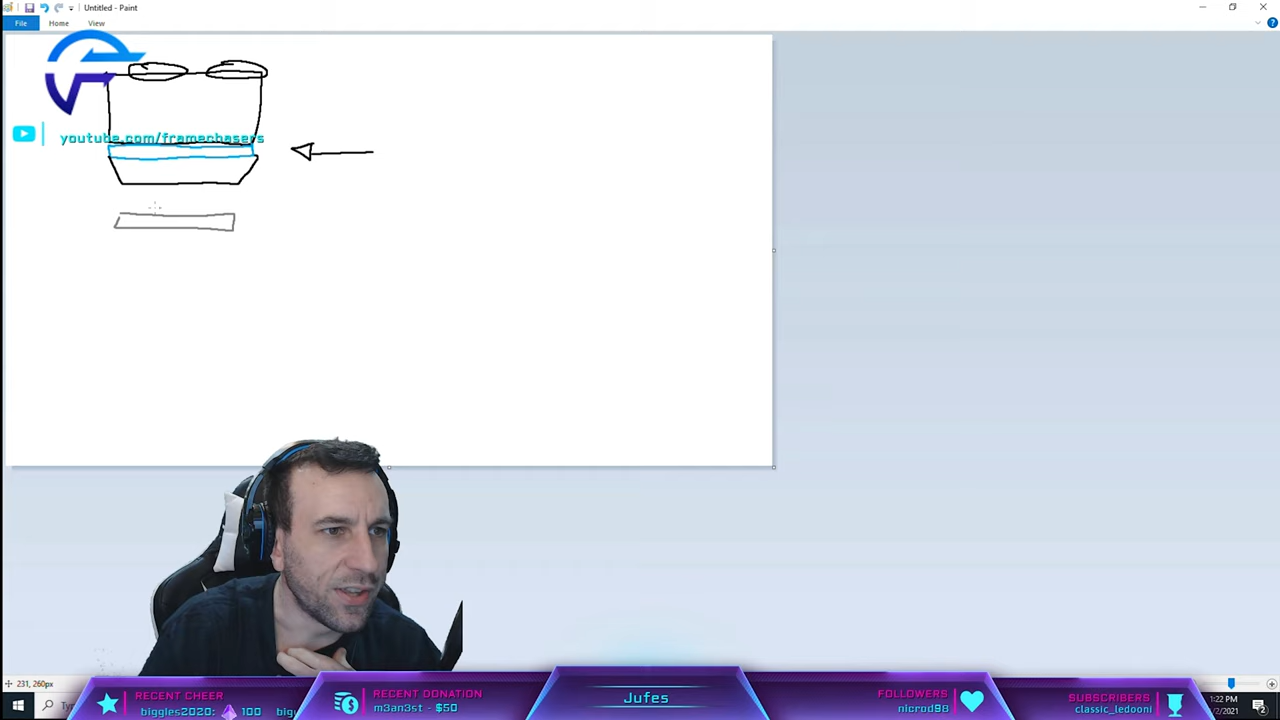 Untitled - Paint
File
Home
View
youtube.com/framechasers
231, 260px
RECENT CHEER
biggles2020: 100
RECENT DONATION
m3an3st - $50
Jufes
FOLLOWERS
nicrod98
SUBSCRIBERS
classic_ledoonil
1:22 PM